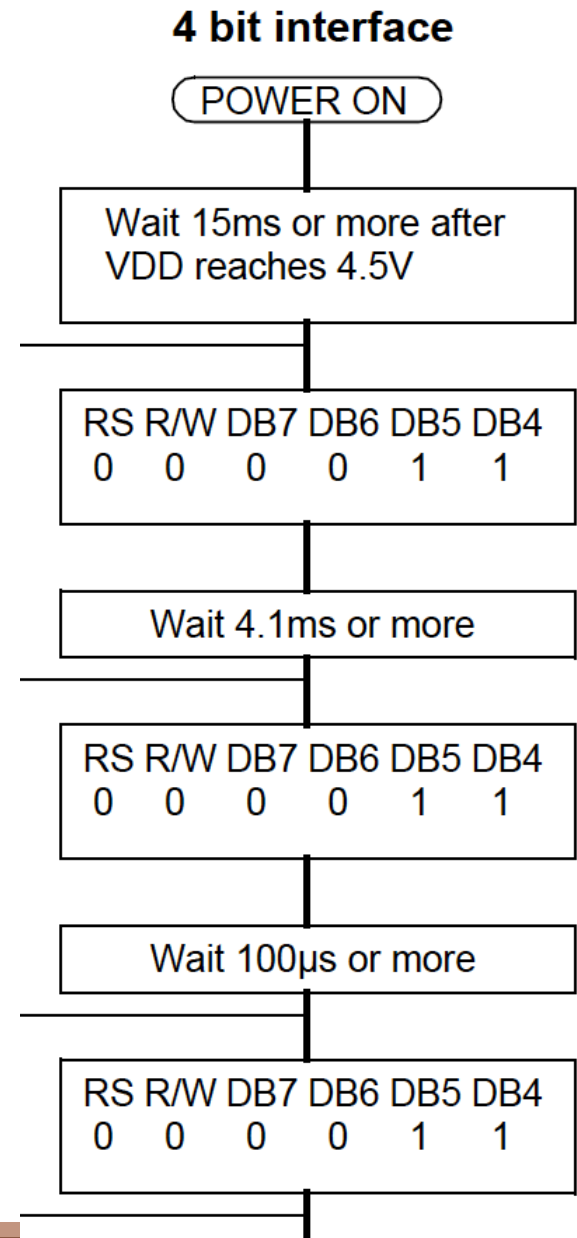 4 bit interface
POWER ON
Wait 15ms or more after
VDD reaches 4.5V
RS R/W DB7 DB6 DB5 DB4
0 0 0 0 1 1
Wait 4.1ms or more
RS R/W DB7 DB6 DB5 DB4
0 0 0 0 1 1
Wait 100µs or more
RS R/W DB7 DB6 DB5 DB4
0 0 0 0 1 1